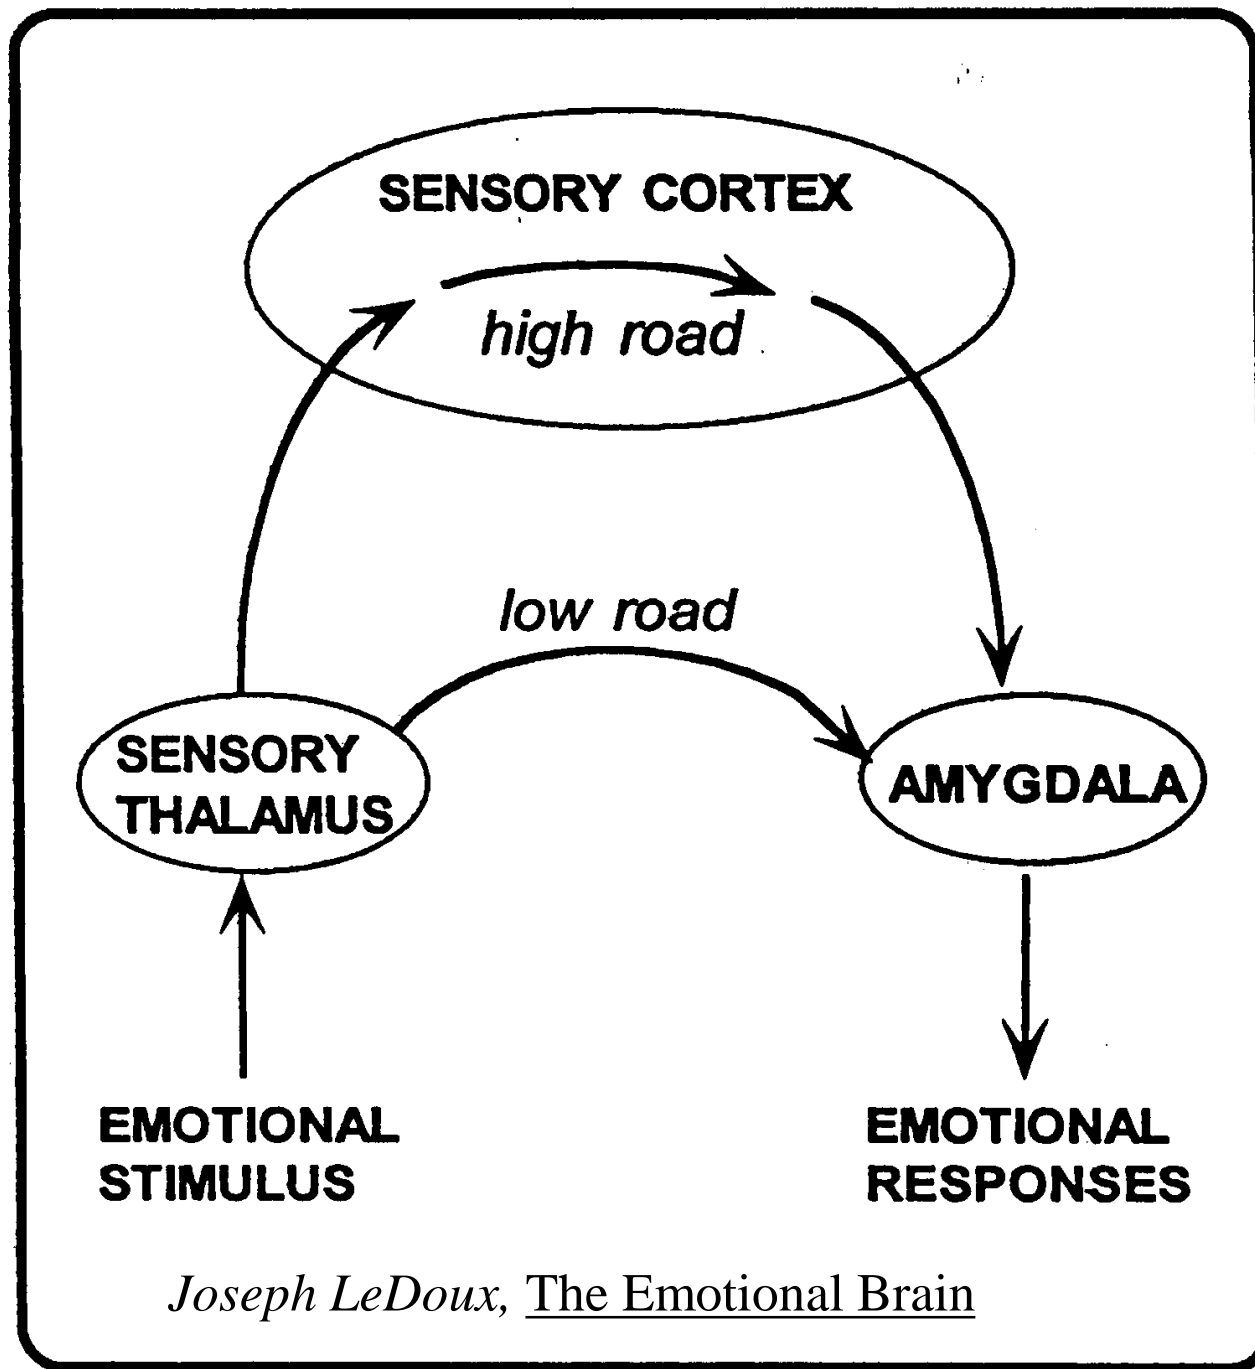 SENSORY CORTEX
high road
low road
SENSORY
THALAMUS
AMYGDALA
EMOTIONAL
STIMULUS
EMOTIONAL
RESPONSES
Joseph LeDoux, The Emotional Brain